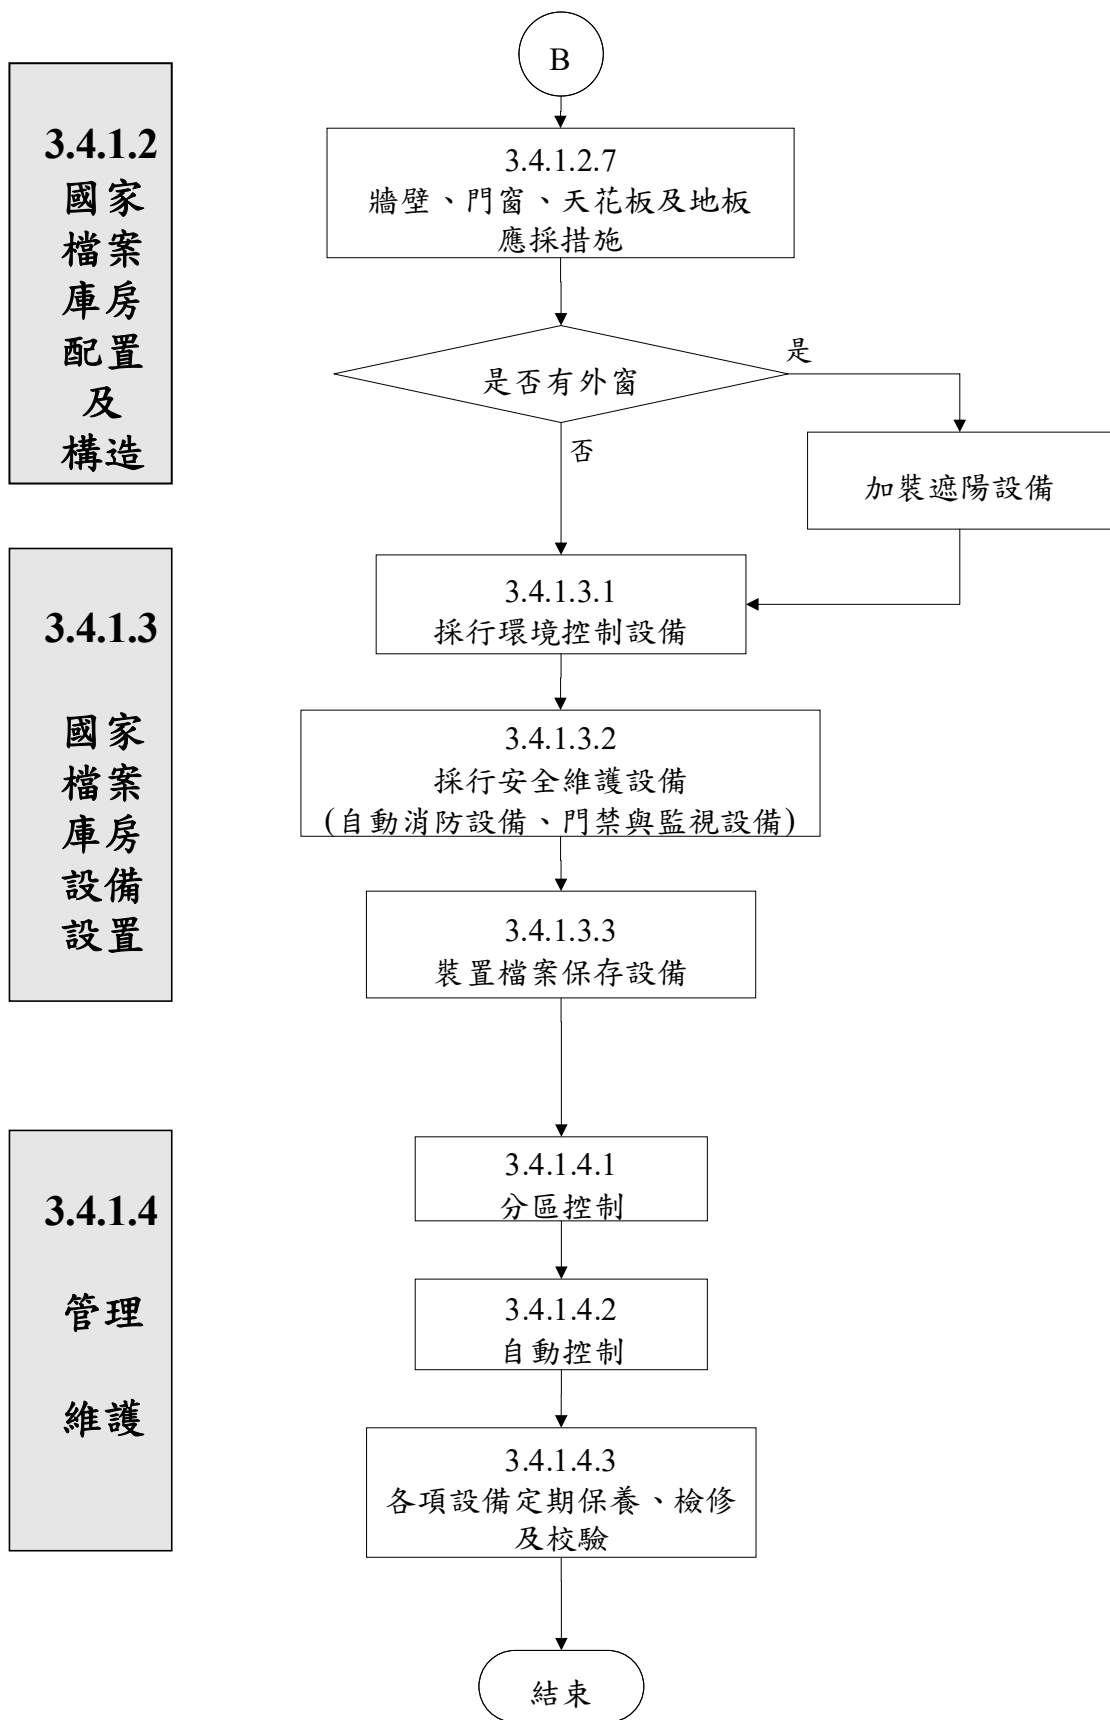 B
3.4.1.2
國家
檔案
庫房
配置
及
構造
3.4.1.2.7
牆壁、門窗、天花板及地板
應採措施
是否有外窗
是
否
加裝遮陽設備
3.4.1.3
國家
檔案
庫房
設備
設置
3.4.1.3.1
採行環境控制設備
3.4.1.3.2
採行安全維護設備
(自動消防設備、門禁與監視設備)
3.4.1.3.3
裝置檔案保存設備
3.4.1.4
管理
維護
3.4.1.4.1
分區控制
3.4.1.4.2
自動控制
3.4.1.4.3
各項設備定期保養、檢修
及校驗
結束